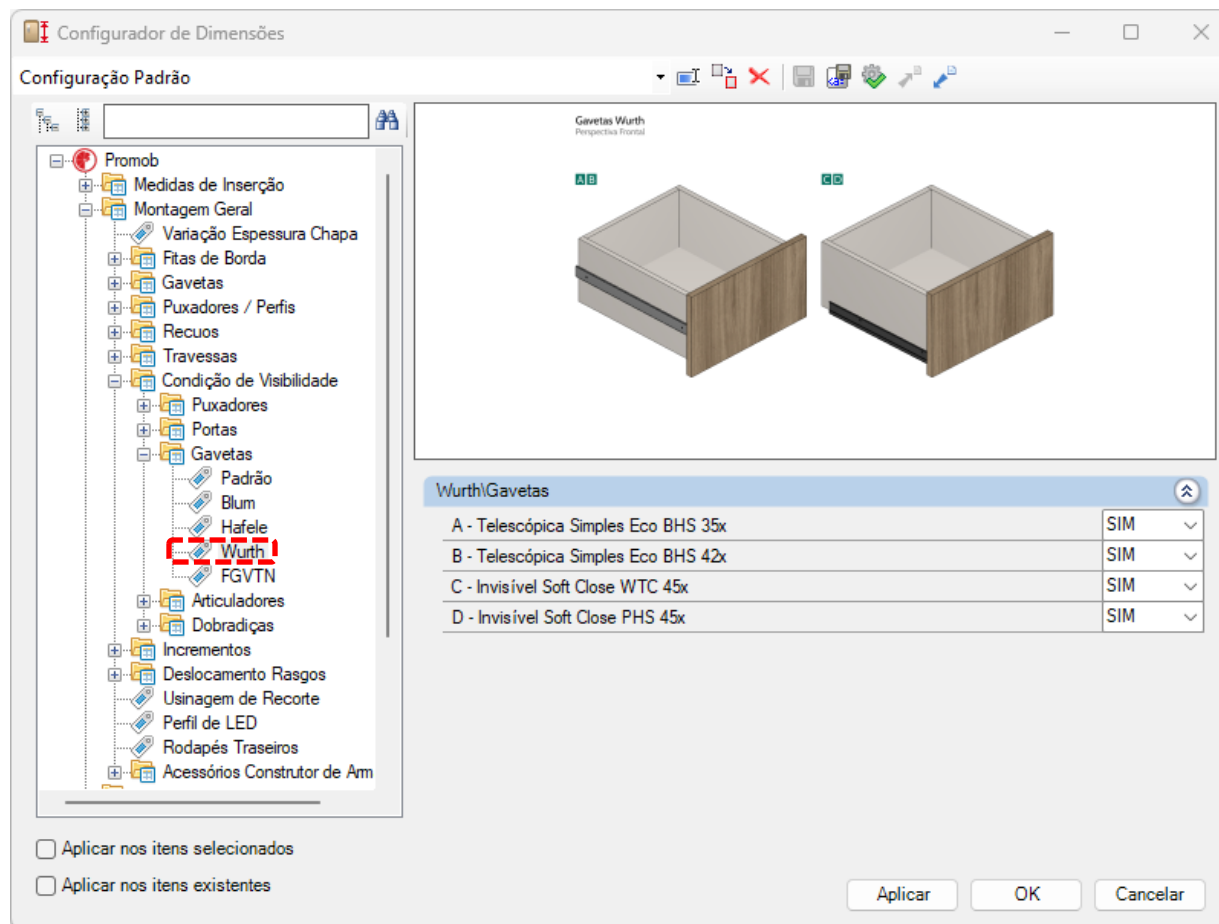 Configurador de Dimensões
Configuração Padrão
Promob
Medidas de Inserção
Montagem Geral
Variação Espessura Chapa
Fitas de Borda
Gavetas
Puxadores / Perfis
Recuos
Travessas
Condição de Visibilidade
Puxadores
Portas
Gavetas
Padrão
Blum
Hafele
Wurth
FGVTN
Articuladores
Dobradiças
Incrementos
Deslocamento Rasgos
Usinagem de Recorte
Perfil de LED
Rodapés Traseiros
Acessórios Construtor de Arm
Gavetas Wurth
Perspectiva Frontal
A B
C D
Wurth\Gavetas
A - Telescópica Simples Eco BHS 35x SIM
B - Telescópica Simples Eco BHS 42x SIM
C - Invisível Soft Close WTC 45x SIM
D - Invisível Soft Close PHS 45x SIM
Aplicar nos itens selecionados
Aplicar nos itens existentes
Aplicar OK Cancelar